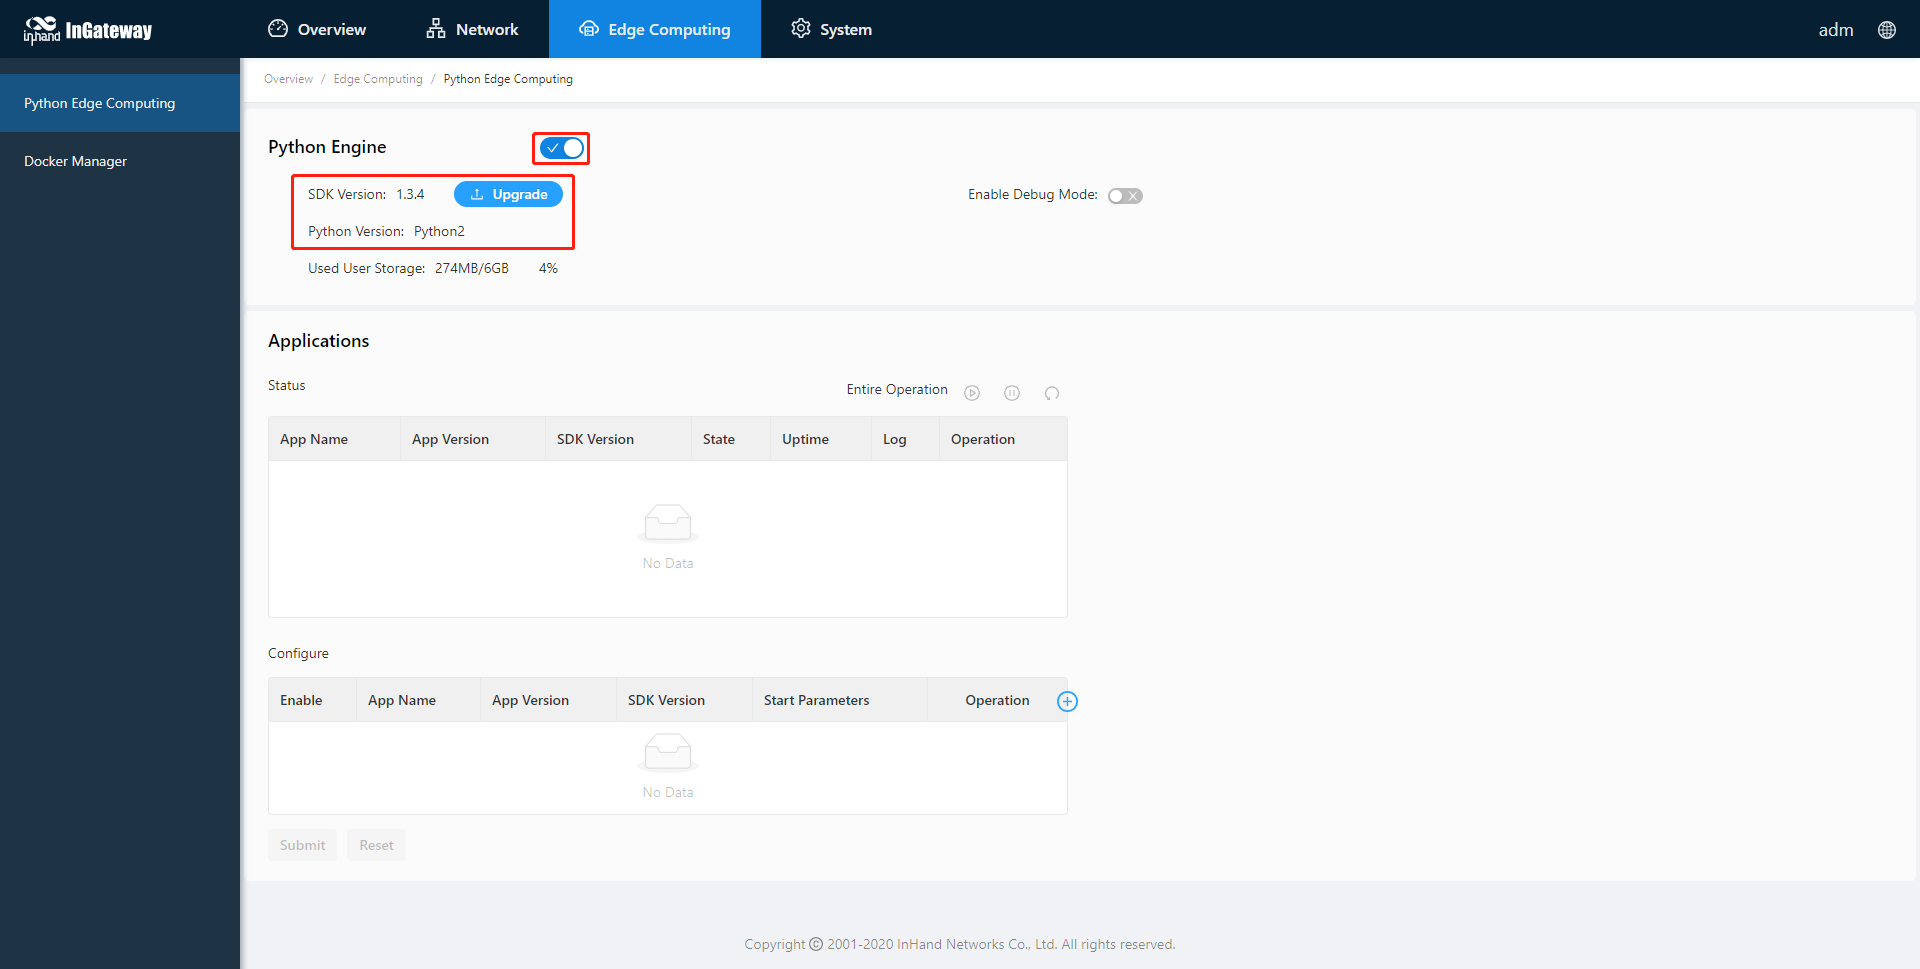 inhand InGateway
Overview
Network
Edge Computing
System
adm
Python Edge Computing
Docker Manager
Overview / Edge Computing / Python Edge Computing
Python Engine
SDK Version: 1.3.4 Upgrade
Enable Debug Mode:
Python Version: Python2
Used User Storage: 274MB/6GB 4%
Applications
Status
Entire Operation
App Name App Version SDK Version State Uptime Log Operation
No Data
Configure
Enable App Name App Version SDK Version Start Parameters Operation
No Data
Submit Reset
Copyright © 2001-2020 InHand Networks Co., Ltd. All rights reserved.